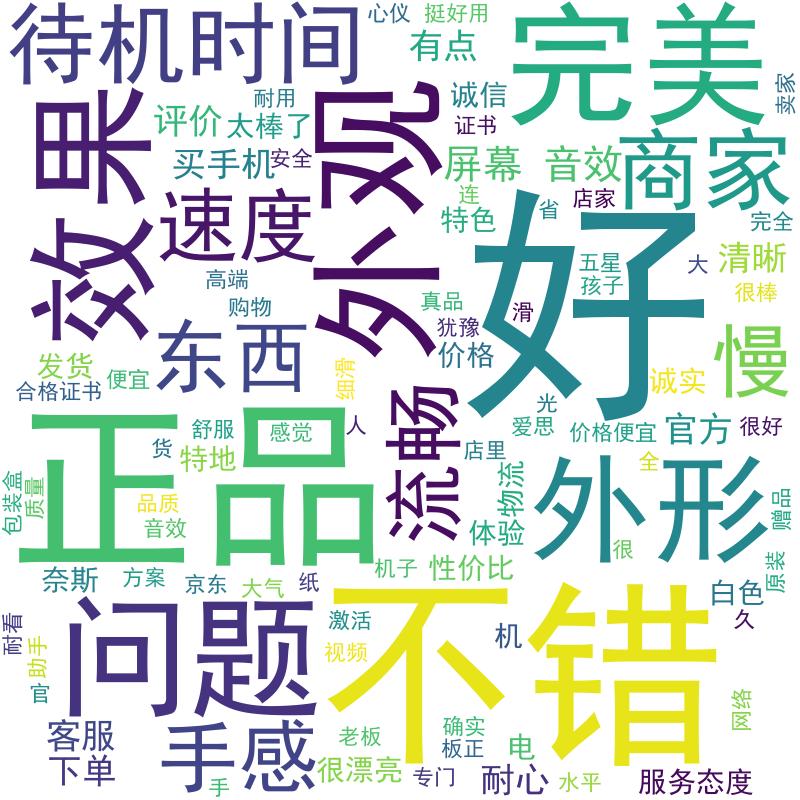 待机时间
心仪
挺好用
有点
完美
卖家
效果
耐用
评价
太棒了
外观
诚信
证书
买手机
安全
屏幕
音效
商家
速度
连
特色
店家
省
好
完全
高端
购物
真品
犹豫
滑
五星
孩子
大
清晰
很棒
东西
价格
慢
发货
合格证书
便宜
细滑
诚实
光
正品
舒服
感觉
人
流畅
店里
爱思
价格便宜
官方
很好
货
特地
包装盒
质量
品质
音效
体验
物流
外形
全
很
赠品
原装
奈斯
方案
京东
大气
纸
机子
性价比
白色
久
耐看
助手
官
问题
激活
视频
不错
机
网络
客服
下单
手感
手
老板
很漂亮
确实
板正
专门
电
耐心
水平
服务态度